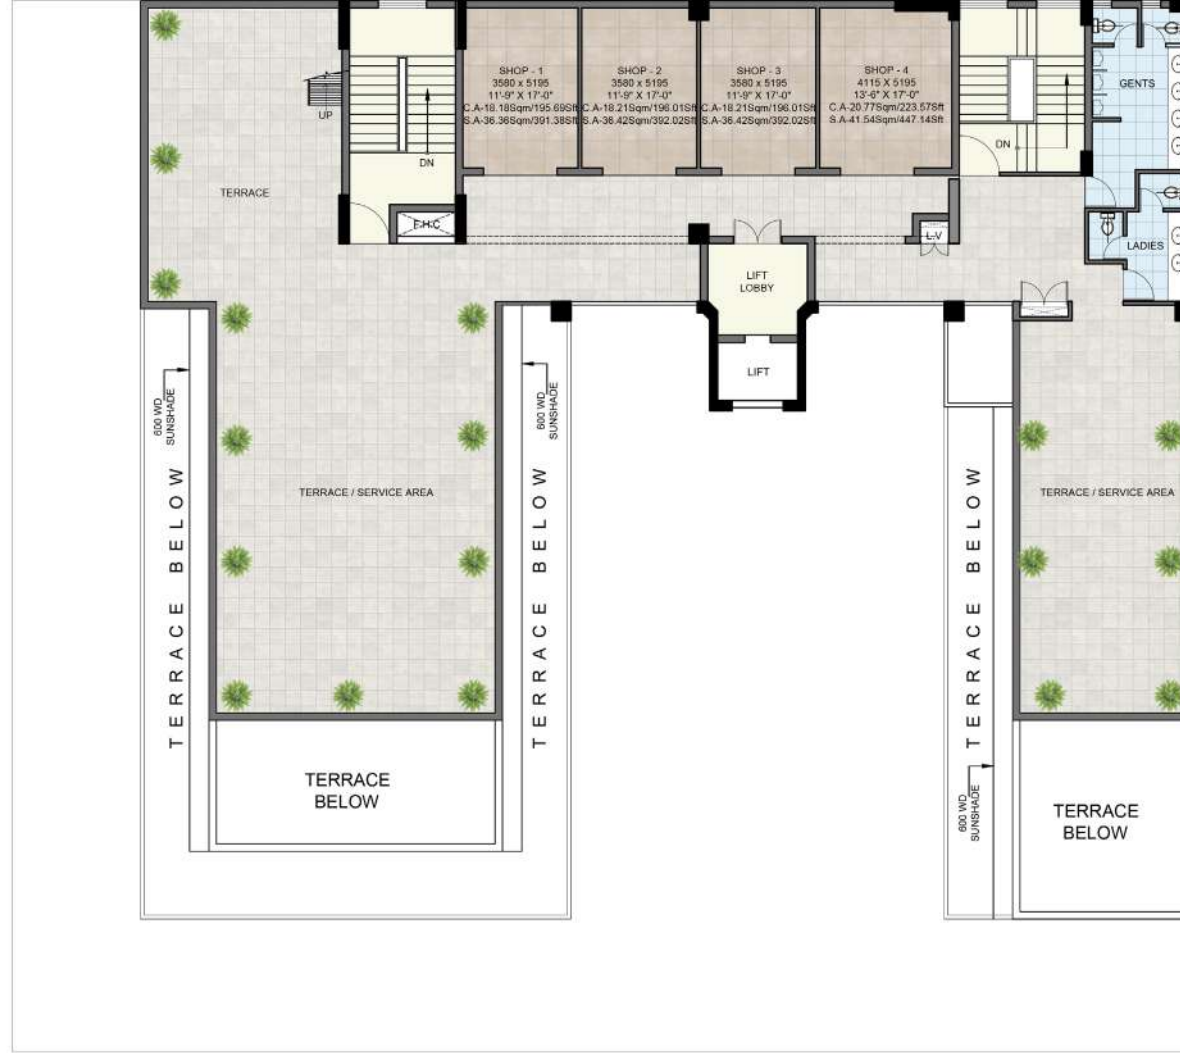 SHOP - 1
3580 x 5195
11'-9" X 17'-0"
C.A-18.18Sqm/195.69Sft
S.A-36.36Sqm/391.38Sft
SHOP - 2
3580 x 5195
11'-9" X 17'-0"
C.A-18.21Sqm/196.01Sft
S.A-36.42Sqm/392.02Sft
SHOP - 3
3580 x 5195
11'-9" X 17'-0"
C.A-18.21Sqm/196.01Sft
S.A-36.42Sqm/392.02Sft
SHOP - 4
4115 X 5195
13'-6" X 17'-0"
C.A-20.77Sqm/223.57Sft
S.A-41.54Sqm/447.14Sft
GENTS
UP
DN
DN
TERRACE
F.H.C
L.V
LADIES
LIFT
LOBBY
LIFT
600 WD
SUNSHADE
600 WD
SUNSHADE
TERRACE BELOW
TERRACE / SERVICE AREA
TERRACE BELOW
TERRACE BELOW
TERRACE / SERVICE AREA
TERRACE
BELOW
600 WD
SUNSHADE
TERRACE
BELOW